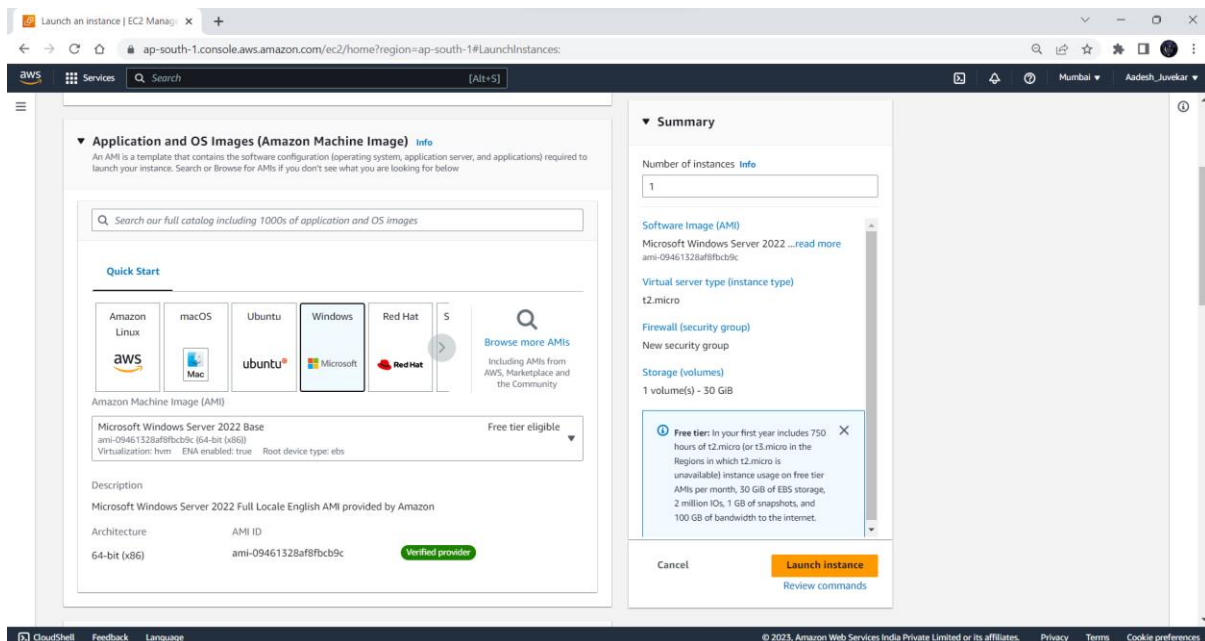 Launch an instance | EC2 Manage
ap-south-1.console.aws.amazon.com/ec2/home?region=ap-south-1#LaunchInstances:
aws
Services
Search
[Alt+S]
Mumbai
Aadesh_Juvekar
Application and OS Images (Amazon Machine Image) Info
An AMI is a template that contains the software configuration (operating system, application server, and applications) required to
launch your instance. Search or Browse for AMIs if you don't see what you are looking for below
Search our full catalog including 1000s of application and OS images
Quick Start
Amazon
Linux
aws
macOS
Mac
Ubuntu
ubuntu
Windows
Microsoft
Red Hat
Red Hat
S
Browse more AMIs
Including AMIs from
AWS, Marketplace and
the Community
Amazon Machine Image (AMI)
Microsoft Windows Server 2022 Base
Free tier eligible
ami-09461328af8fbcb9c (64-bit (x86))
Virtualization: hvm ENA enabled: true Root device type: ebs
Description
Microsoft Windows Server 2022 Full Locale English AMI provided by Amazon
Architecture
AMI ID
64-bit (x86)
ami-09461328af8fbcb9c
Verified provider
Summary
Number of instances Info
1
Software Image (AMI)
Microsoft Windows Server 2022 ...read more
ami-09461328af8fbcb9c
Virtual server type (instance type)
t2.micro
Firewall (security group)
New security group
Storage (volumes)
1 volume(s) - 30 GiB
Free tier: In your first year includes 750
hours of t2.micro (or t3.micro in the
Regions in which t2.micro is
unavailable) instance usage on free tier
AMIs per month, 30 GiB of EBS storage,
2 million IOs, 1 GB of snapshots, and
100 GB of bandwidth to the internet.
Cancel
Launch instance
Review commands
CloudShell
Feedback
Language
© 2023, Amazon Web Services India Private Limited or its affiliates.
Privacy
Terms
Cookie preferences